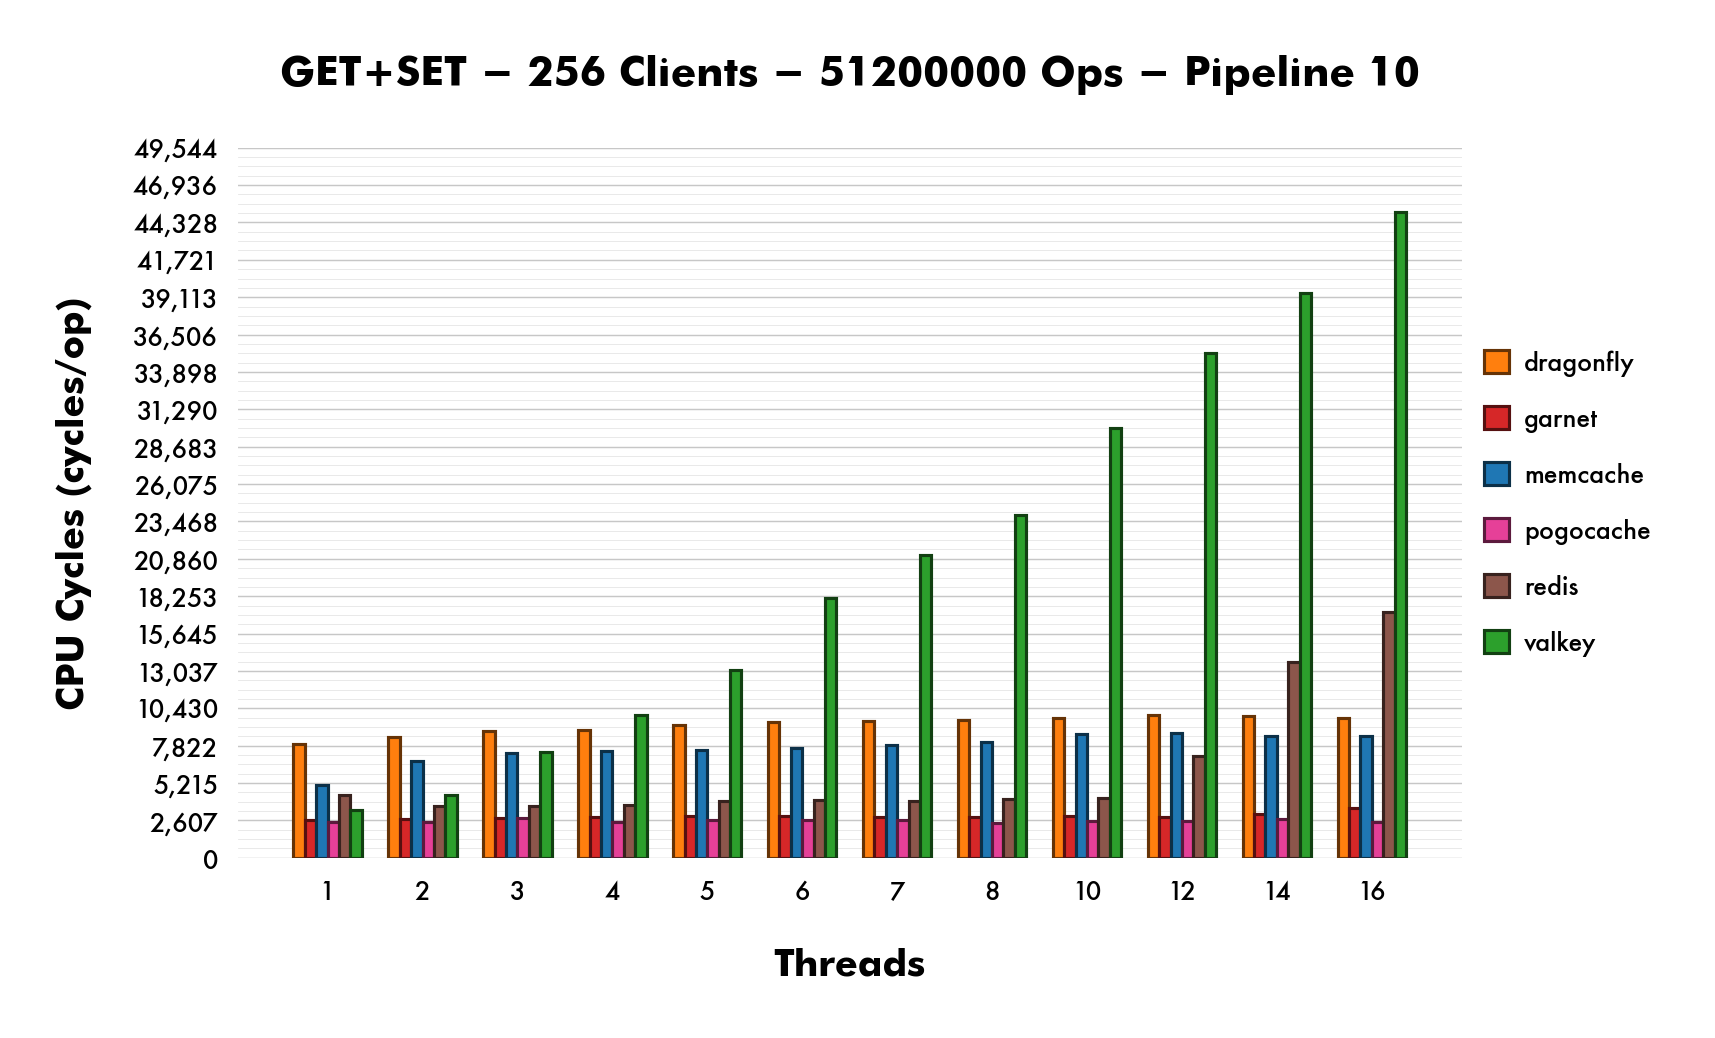 GET+SET – 256 Clients – 51200000 Ops – Pipeline 10
CPU Cycles (cycles/op)
49,544
46,936
44,328
41,721
39,113
36,506
33,898
31,290
28,683
26,075
23,468
20,860
18,253
15,645
13,037
10,430
7,822
5,215
2,607
0
dragonfly
garnet
memcache
pogocache
redis
valkey
1 2 3 4 5 6 7 8 10 12 14 16
Threads